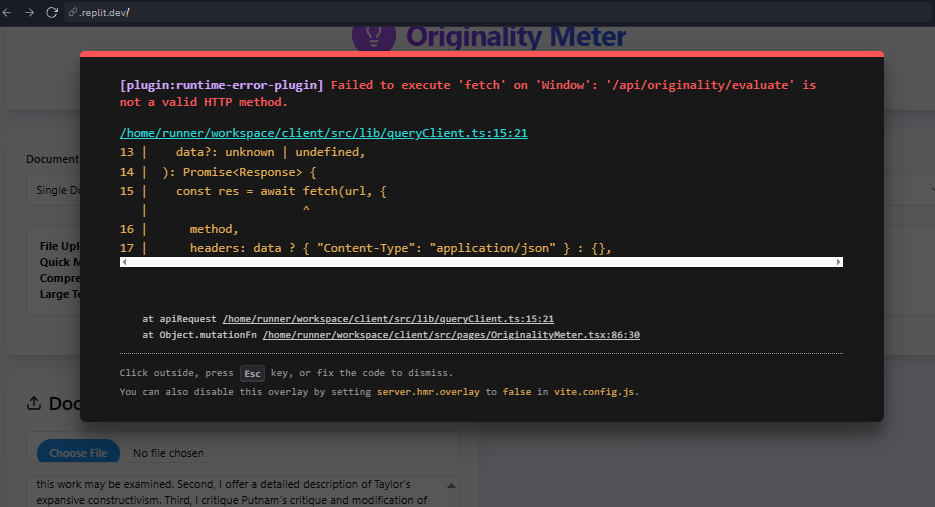 .replit.dev/
Originality Meter
[plugin:runtime-error-plugin] Failed to execute 'fetch' on 'Window': '/api/originality/evaluate' is
not a valid HTTP method.
/home/runner/workspace/client/src/lib/queryClient.ts:15:21
13 | data?: unknown | undefined,
14 | ): Promise<Response> {
15 | const res = await fetch(url, {
| ^
16 | method,
17 | headers: data ? { "Content-Type": "application/json" } : {},
at apiRequest /home/runner/workspace/client/src/lib/queryClient.ts:15:21
at Object.mutationFn /home/runner/workspace/client/src/pages/OriginalityMeter.tsx:86:30
Click outside, press Esc key, or fix the code to dismiss.
You can also disable this overlay by setting server.hmr.overlay to false in vite.config.js.
Document
Single Do
File Upl
Quick M
Compre
Large Te
Doc
Choose File No file chosen
this work may be examined. Second, I offer a detailed description of Taylor's
expansive constructivism. Third, I critique Putnam's critique and modification of